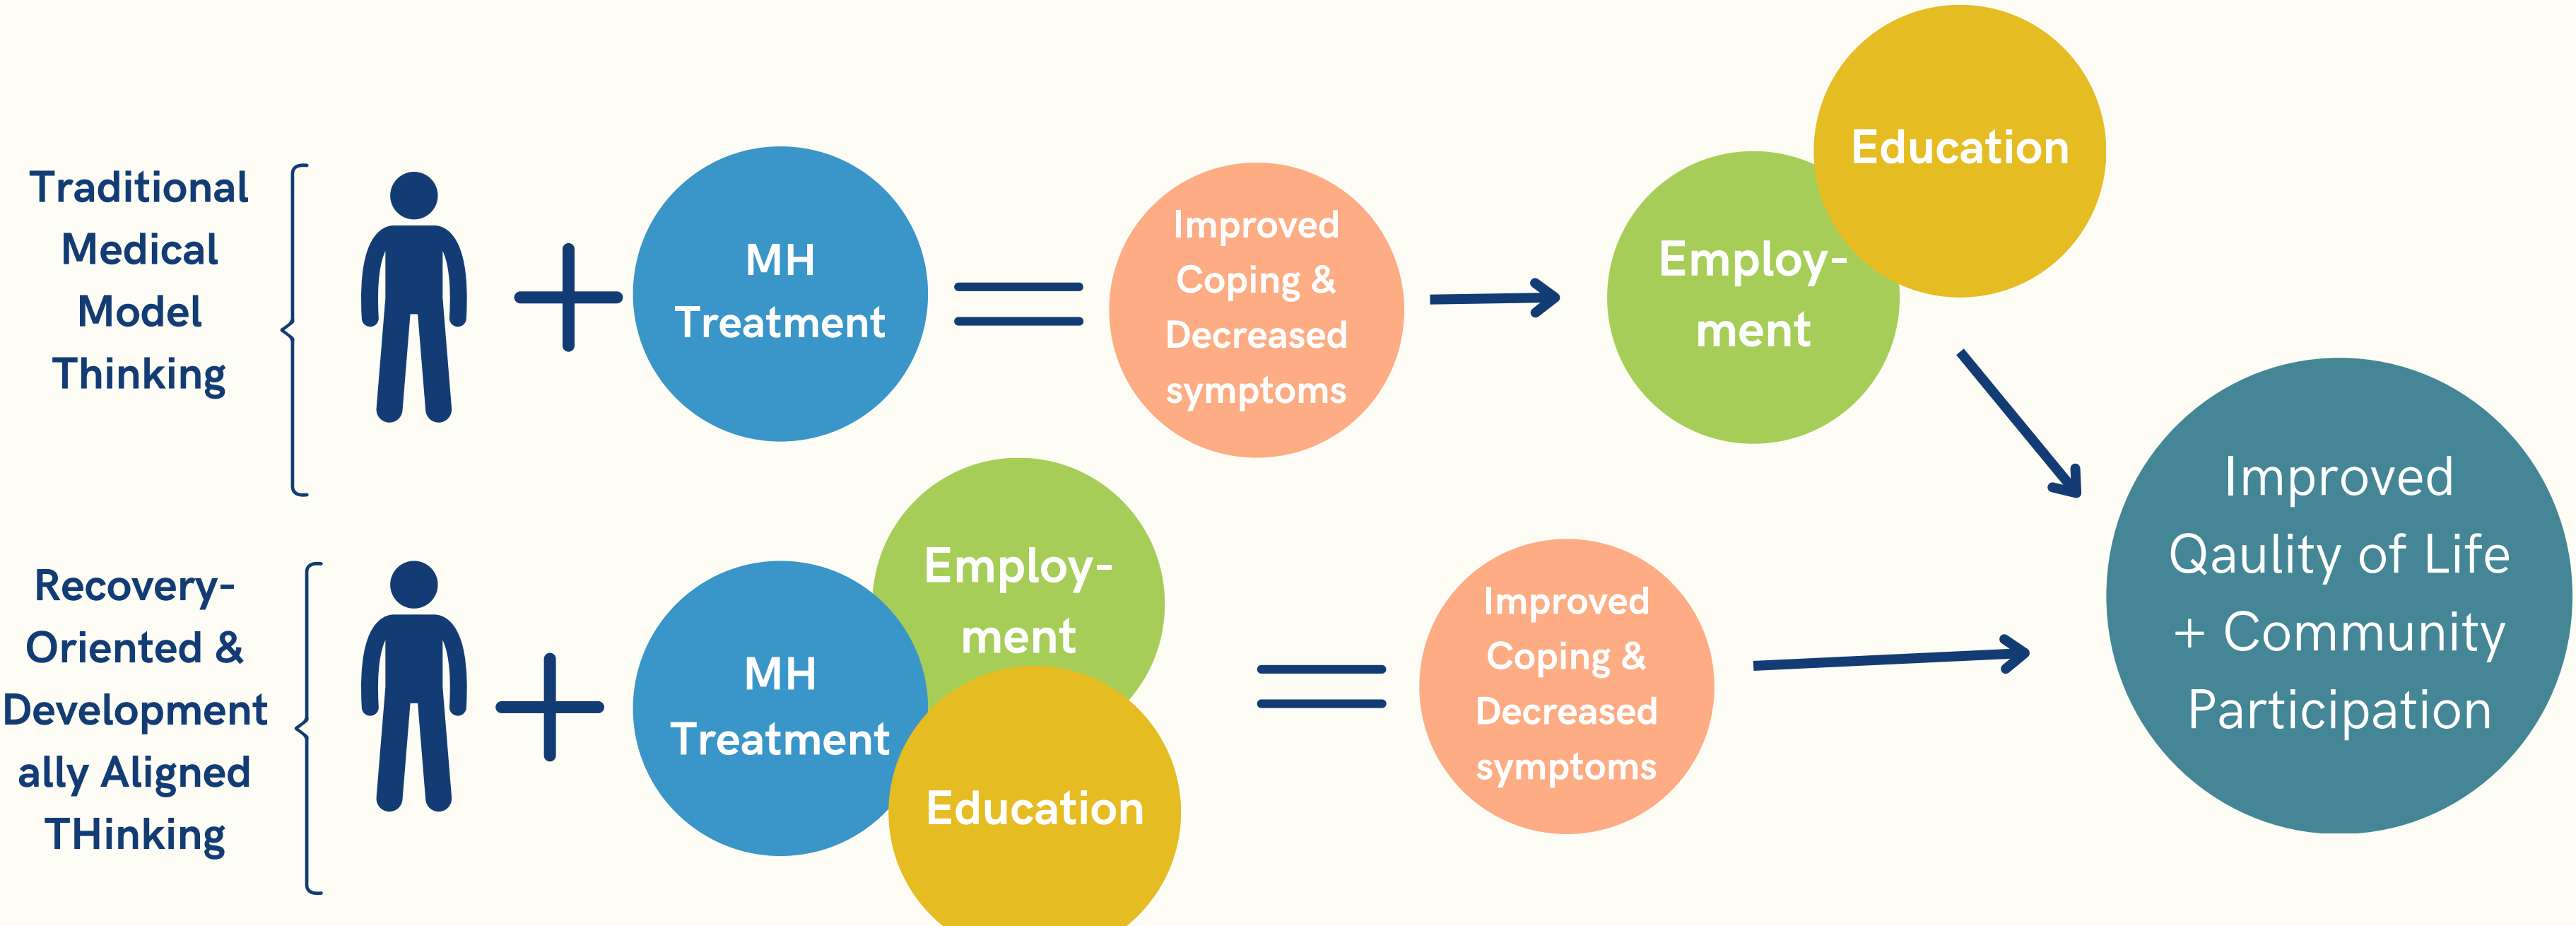 Traditional
Medical
Model
Thinking
MH
Treatment
Improved
Coping &
Decreased
symptoms
Employ-
ment
Education
Recovery-
Oriented &
Development
ally Aligned
THinking
MH
Treatment
Employ-
ment
Education
Improved
Coping &
Decreased
symptoms
Improved
Qaulity of Life
+ Community
Participation